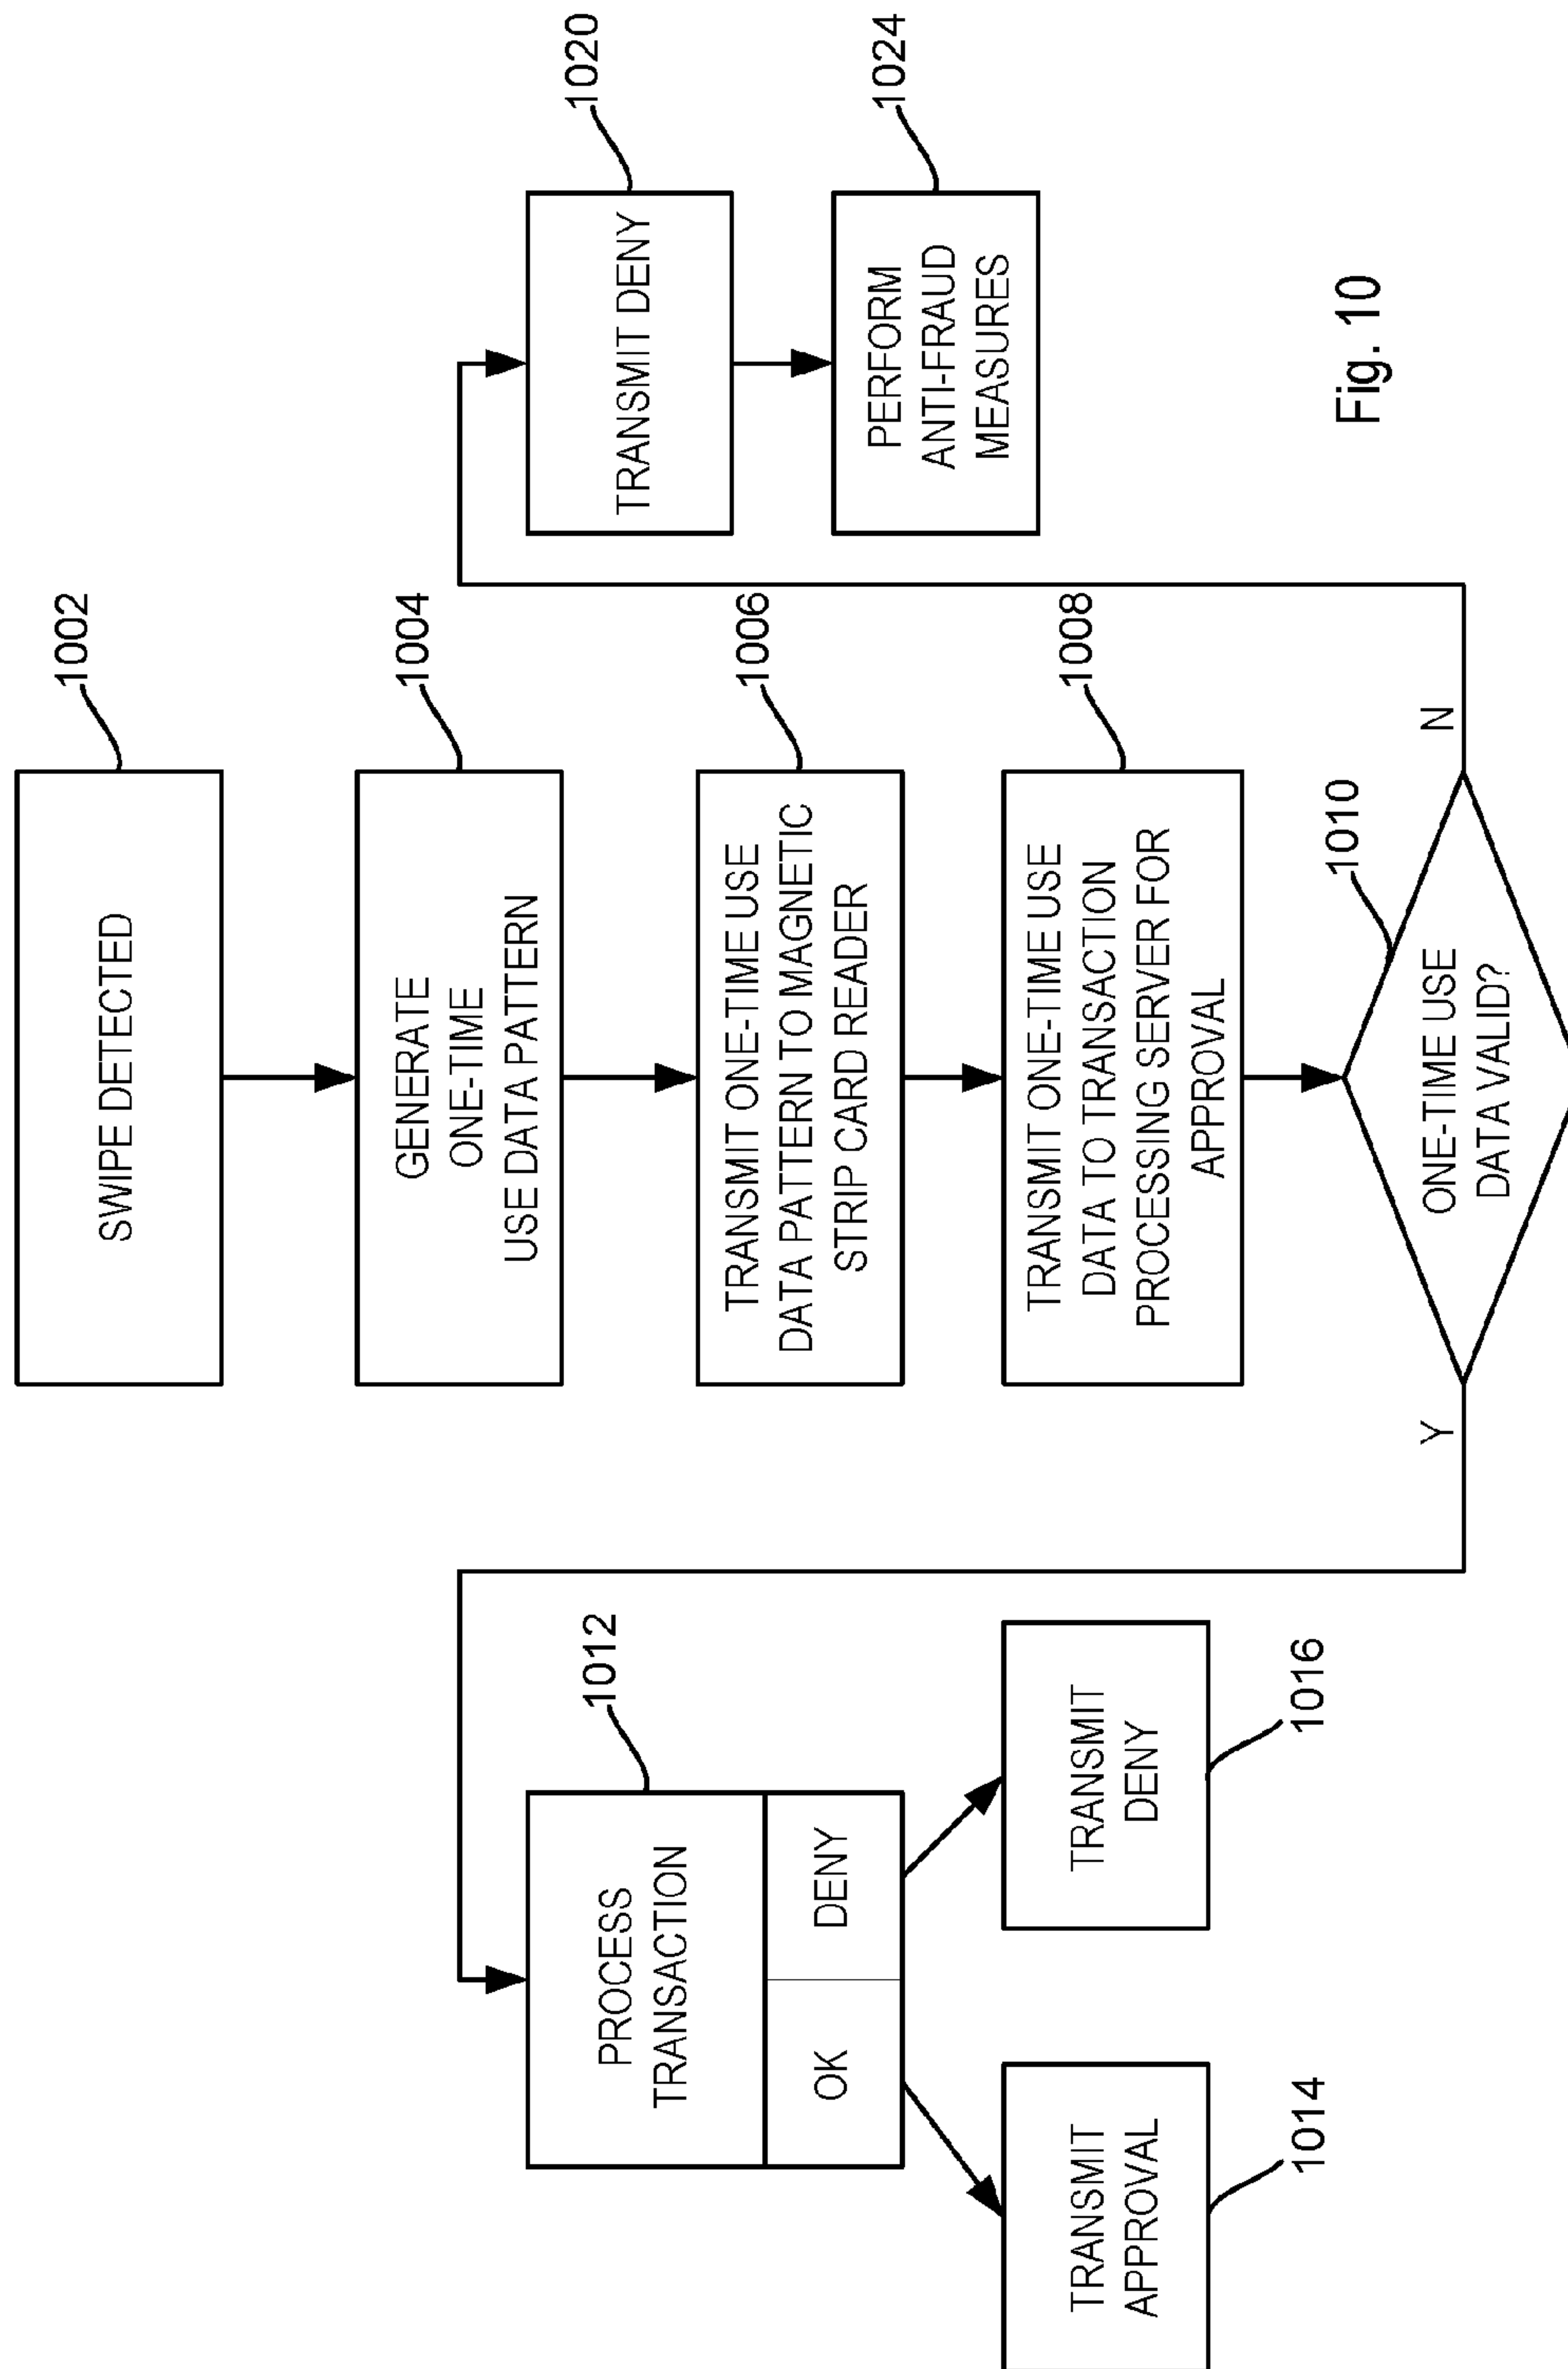 SWIPE DETECTED
1002
GENERATE
ONE-TIME
USE DATA PATTERN
1004
TRANSMIT ONE-TIME USE
DATA PATTERN TO MAGNETIC
STRIP CARD READER
1006
TRANSMIT ONE-TIME USE
DATA TO TRANSACTION
PROCESSING SERVER FOR
APPROVAL
1008
ONE-TIME USE
DATA VALID?
1010
Y
N
PROCESS
TRANSACTION
1012
OK
DENY
TRANSMIT
APPROVAL
1014
TRANSMIT
DENY
1016
TRANSMIT DENY
1020
PERFORM
ANTI-FRAUD
MEASURES
1024
Fig. 10